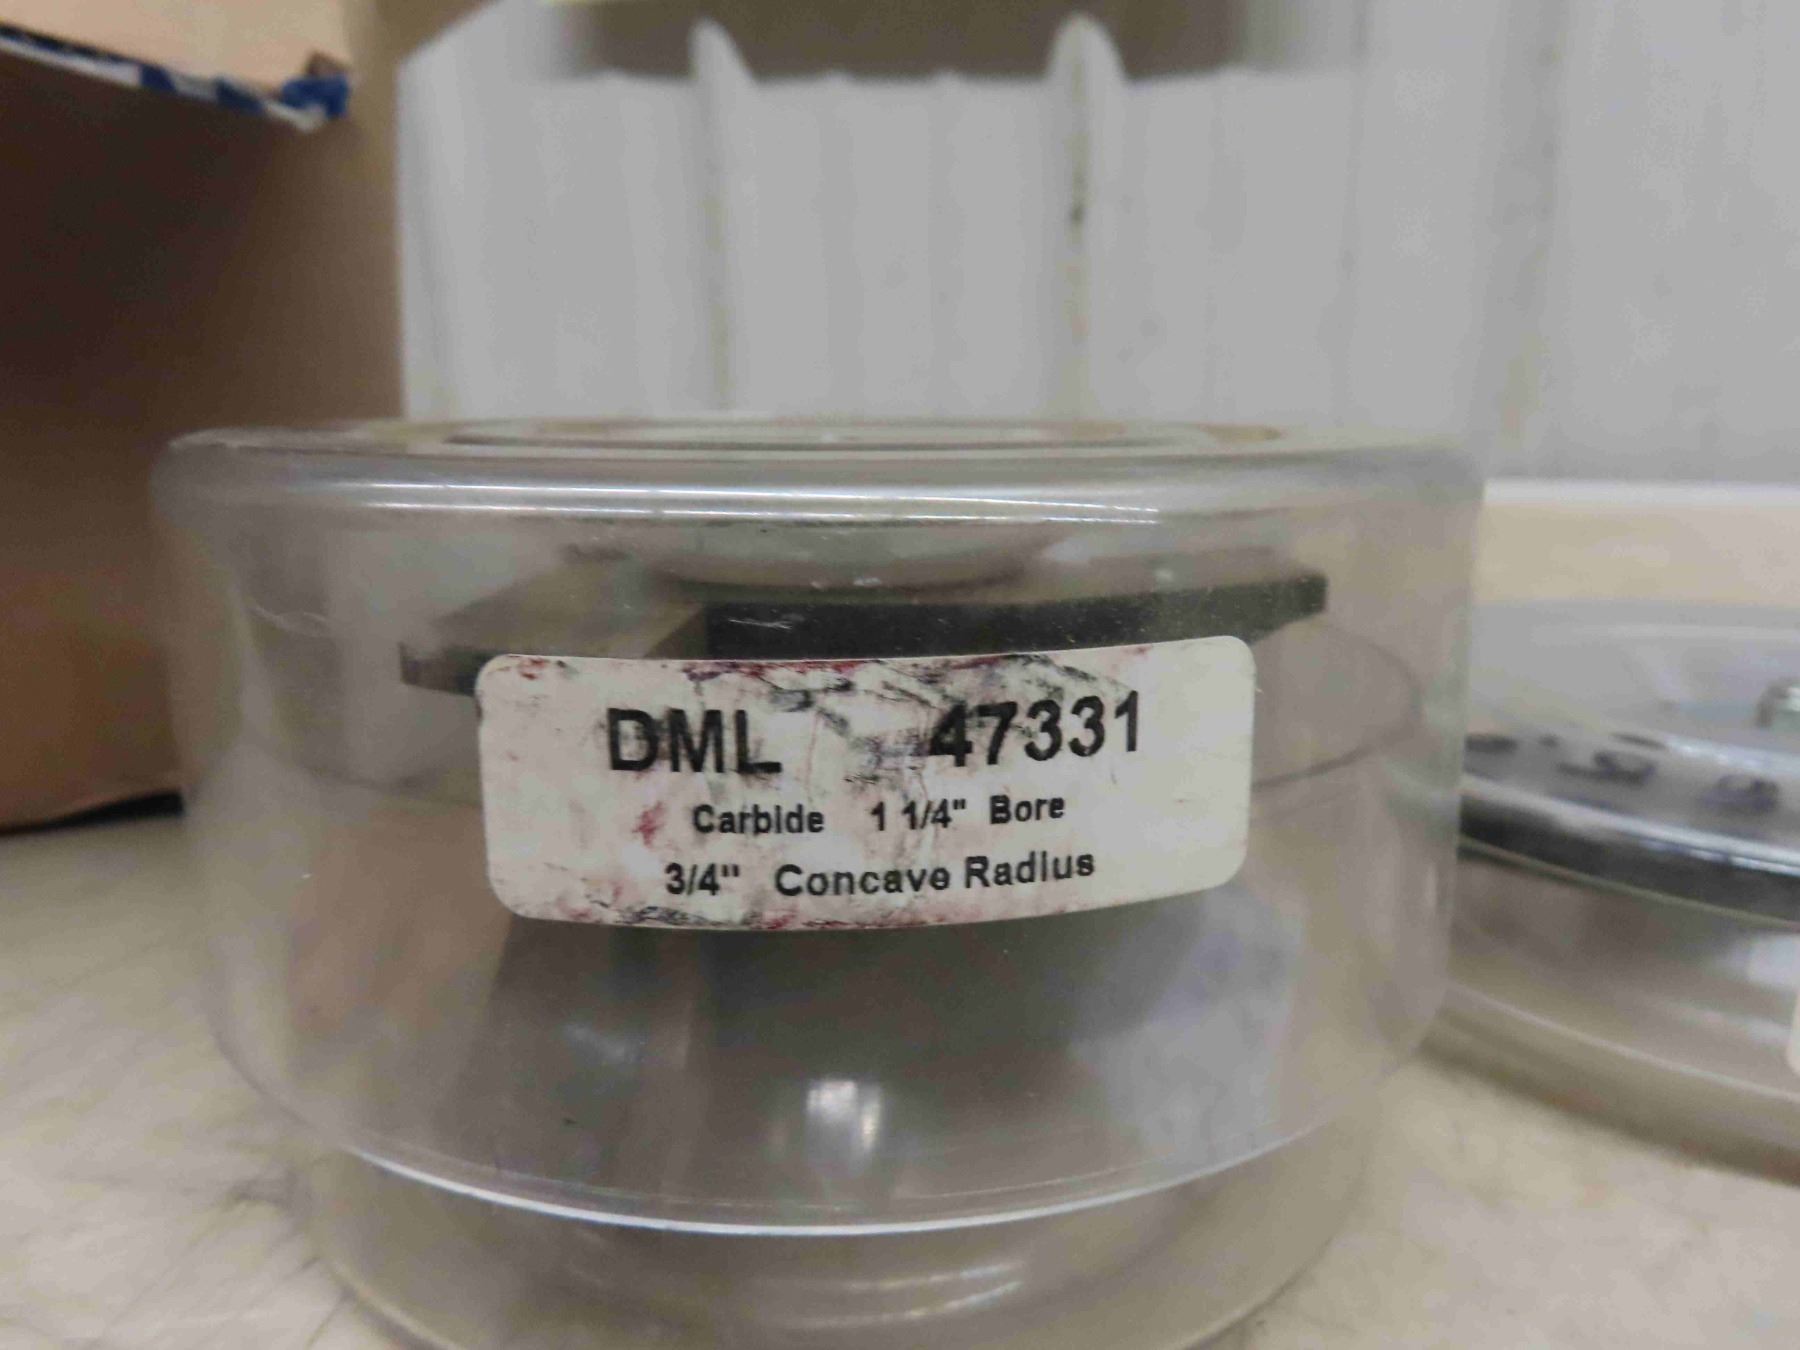 DML 47331
Carbide 1 1/4" Bore
3/4" Concave Radius